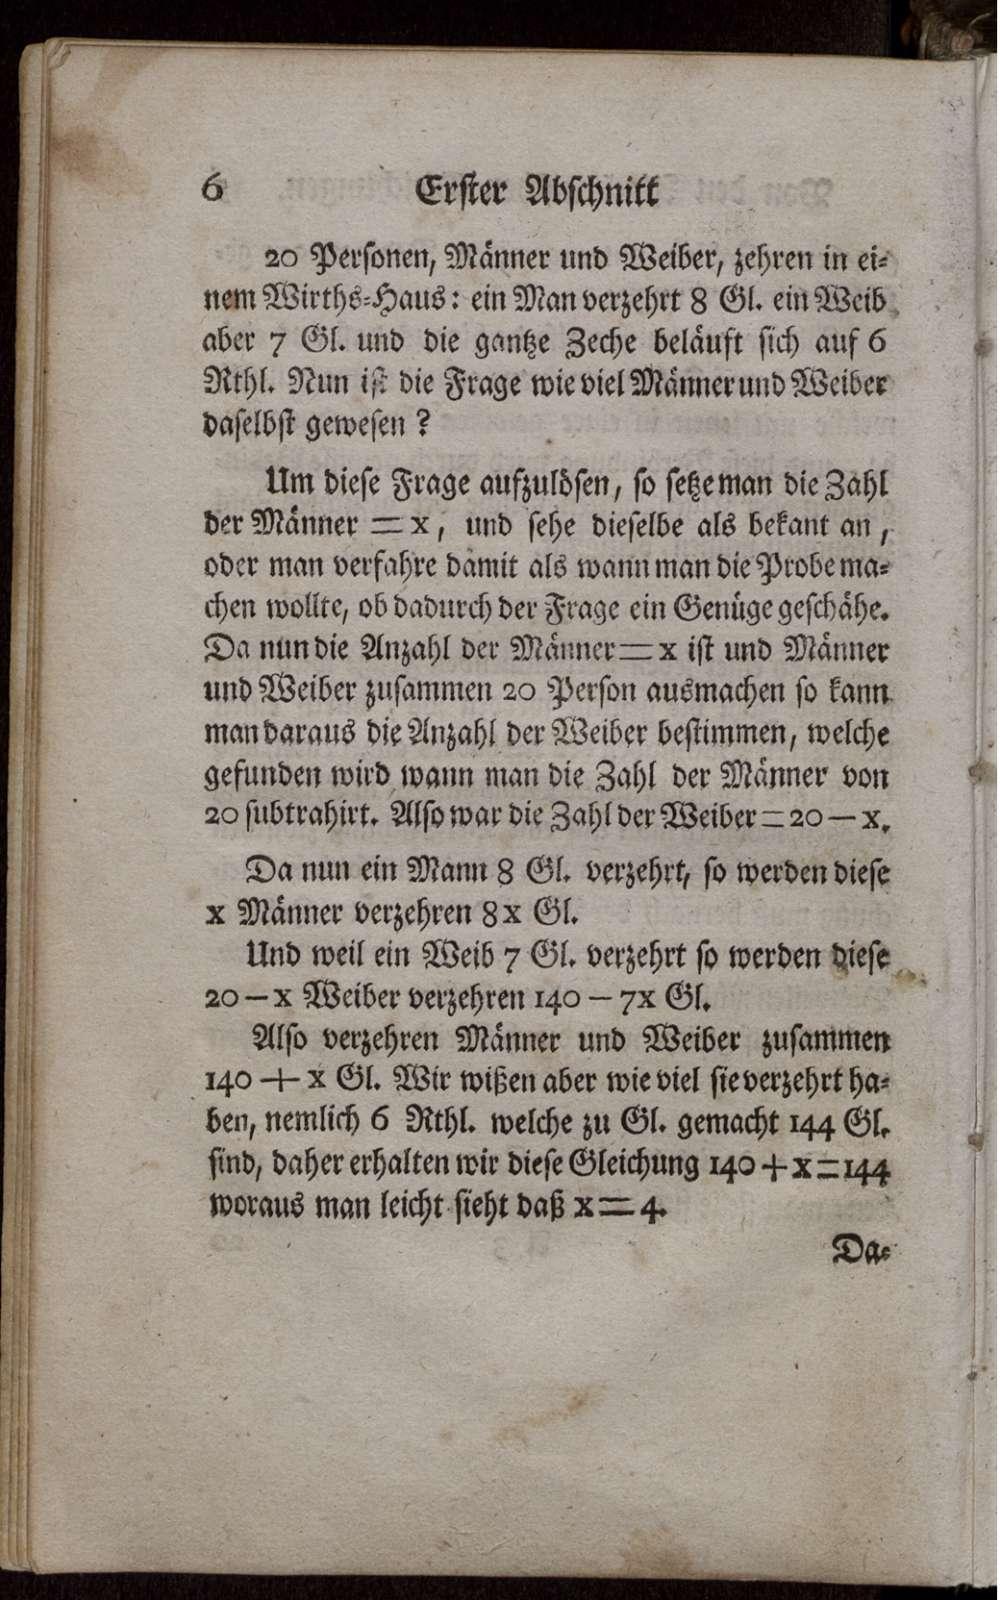 6 Erster Abschnitt
20 Personen, Männer und Weiber, zehren in ei⸗
nem Wirths⸗Haus: ein Man verzehrt 8 Gl. ein Weib
aber 7 Gl. und die gantze Zeche beläuft sich auf 6
Rthl. Nun ist die Frage wie viel Männer und Weiber
daselbst gewesen?
Um diese Frage aufzulösen, so setze man die Zahl
der Männer = x, und sehe dieselbe als bekant an,
oder man verfahre damit als wann man die Probe ma⸗
chen wollte, ob dadurch der Frage ein Genüge geschähe.
Da nun die Anzahl der Männer = x ist und Männer
und Weiber zusammen 20 Person ausmachen so kann
man daraus die Anzahl der Weiber bestimmen, welche
gefunden wird wann man die Zahl der Männer von
20 subtrahirt. Also war die Zahl der Weiber = 20 — x.
Da nun ein Mann 8 Gl. verzehrt, so werden diese
x Männer verzehren 8x Gl.
Und weil ein Weib 7 Gl. verzehrt so werden diese
20 — x Weiber verzehren 140 — 7x Gl.
Also verzehren Männer und Weiber zusammen
140 + x Gl. Wir wißen aber wie viel sie verzehrt ha⸗
ben, nemlich 6 Rthl. welche zu Gl. gemacht 144 Gl.
sind, daher erhalten wir diese Gleichung 140 + x = 144
woraus man leicht sieht daß x = 4.
Da⸗